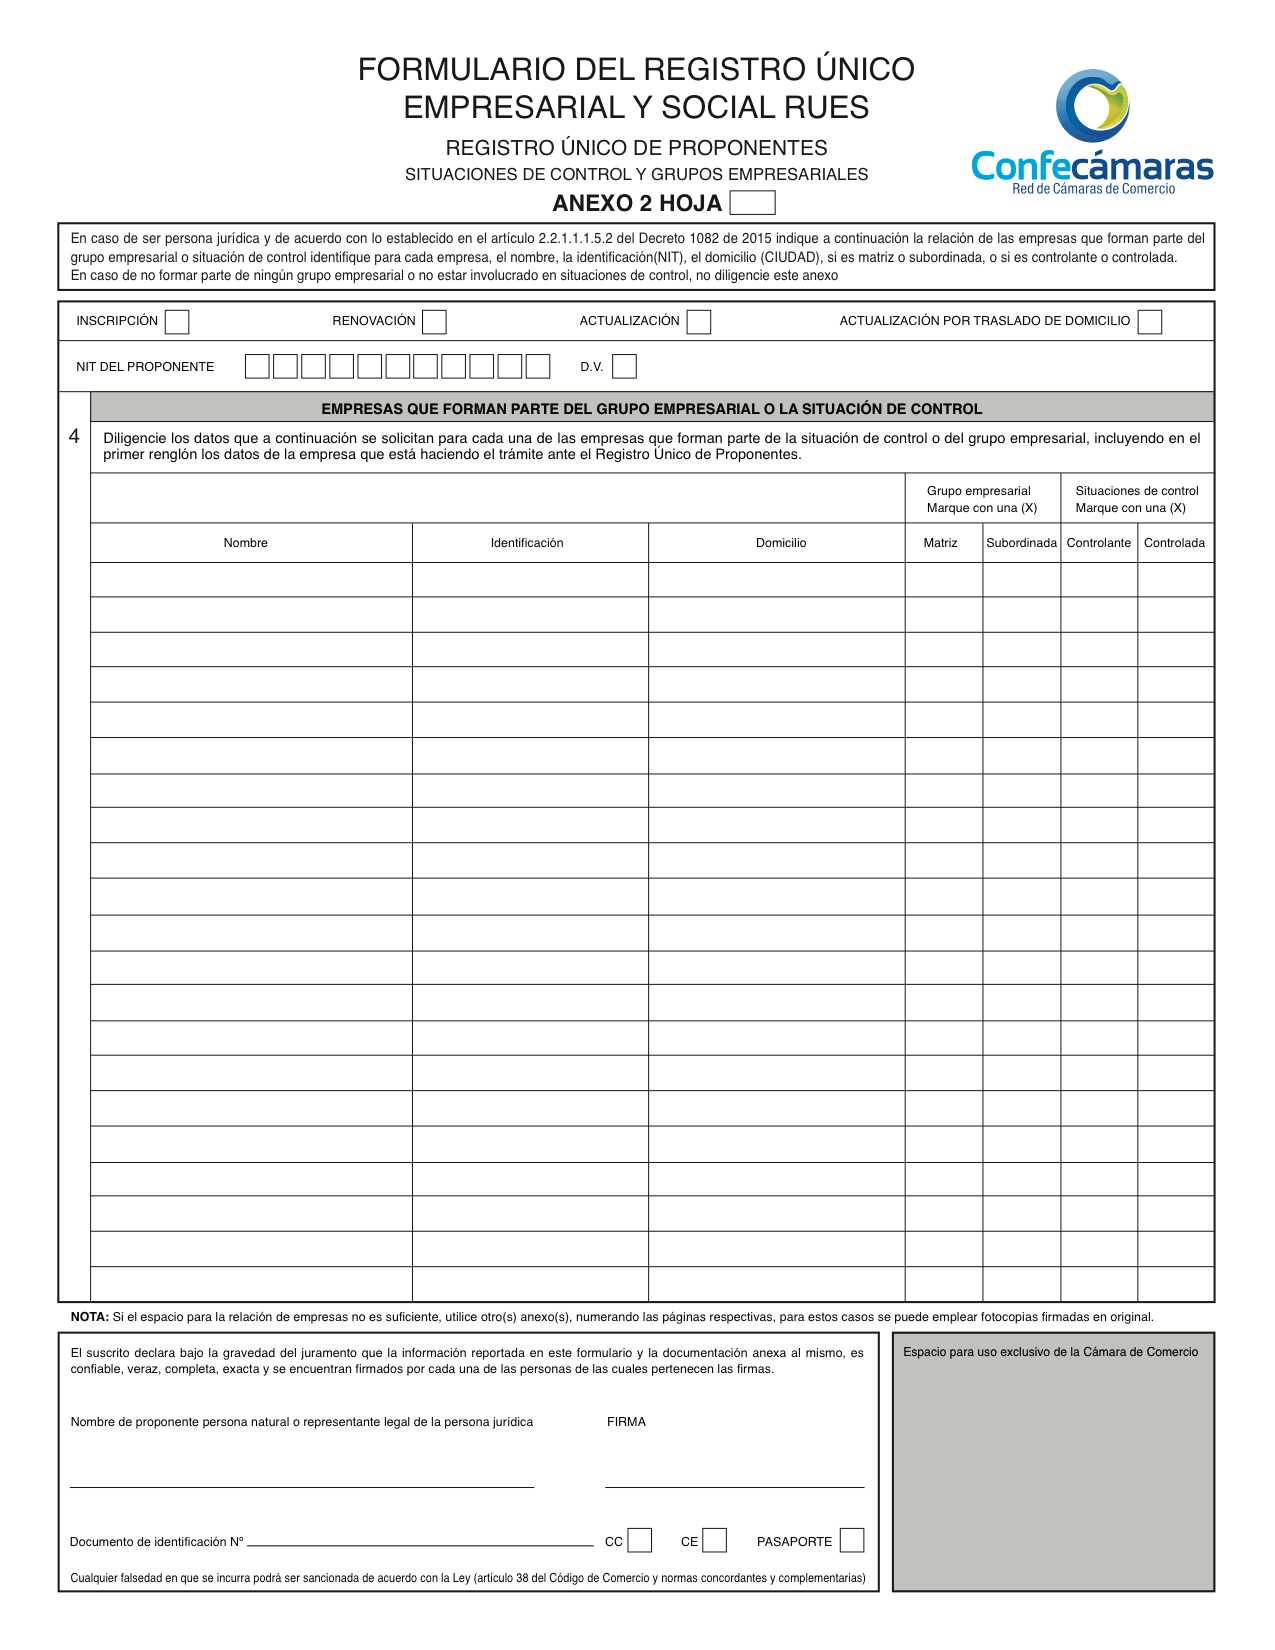 FORMULARIO DEL REGISTRO ÚNICO
EMPRESARIAL Y SOCIAL RUES
REGISTRO ÚNICO DE PROPONENTES
SITUACIONES DE CONTROL Y GRUPOS EMPRESARIALES
ANEXO 2 HOJA
Confecámaras
Red de Cámaras de Comercio
En caso de ser persona jurídica y de acuerdo con lo establecido en el artículo 2.2.1.1.1.5.2 del Decreto 1082 de 2015 indique a continuación la relación de las empresas que forman parte del
grupo empresarial o situación de control identifique para cada empresa, el nombre, la identificación(NIT), el domicilio (CIUDAD), si es matriz o subordinada, o si es controlante o controlada.
En caso de no formar parte de ningún grupo empresarial o no estar involucrado en situaciones de control, no diligencie este anexo
INSCRIPCIÓN RENOVACIÓN ACTUALIZACIÓN ACTUALIZACIÓN POR TRASLADO DE DOMICILIO
NIT DEL PROPONENTE D.V.
EMPRESAS QUE FORMAN PARTE DEL GRUPO EMPRESARIAL O LA SITUACIÓN DE CONTROL
4
Diligencie los datos que a continuación se solicitan para cada una de las empresas que forman parte de la situación de control o del grupo empresarial, incluyendo en el
primer renglón los datos de la empresa que está haciendo el trámite ante el Registro Único de Proponentes.
Grupo empresarial Situaciones de control
Marque con una (X) Marque con una (X)
Nombre Identificación Domicilio Matriz Subordinada Controlante Controlada
NOTA: Si el espacio para la relación de empresas no es suficiente, utilice otro(s) anexo(s), numerando las páginas respectivas, para estos casos se puede emplear fotocopias firmadas en original.
El suscrito declara bajo la gravedad del juramento que la información reportada en este formulario y la documentación anexa al mismo, es
confiable, veraz, completa, exacta y se encuentran firmados por cada una de las personas de las cuales pertenecen las firmas.
Nombre de proponente persona natural o representante legal de la persona jurídica FIRMA
Documento de identificación Nº CC CE PASAPORTE
Cualquier falsedad en que se incurra podrá ser sancionada de acuerdo con la Ley (artículo 38 del Código de Comercio y normas concordantes y complementarias)
Espacio para uso exclusivo de la Cámara de Comercio